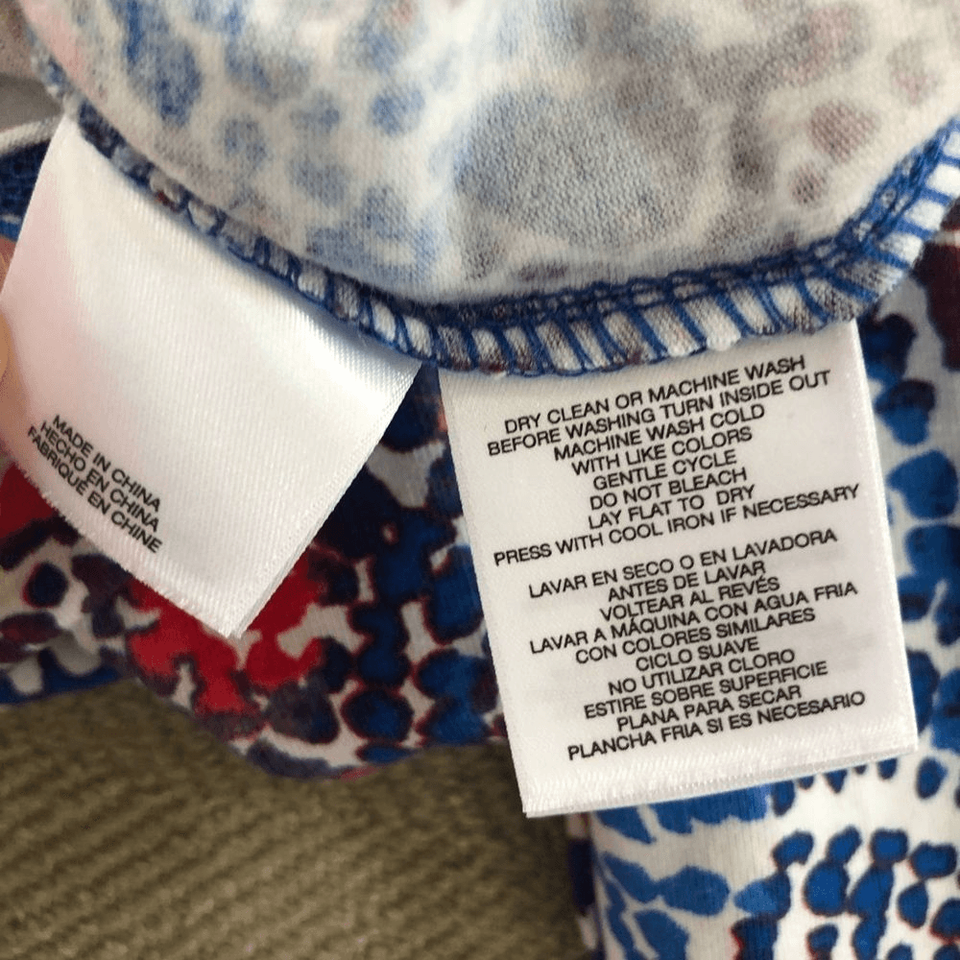 MADE IN CHINA
HECHO EN CHINA
FABRIQUÉ EN CHINE
DRY CLEAN OR MACHINE WASH
BEFORE WASHING TURN INSIDE OUT
MACHINE WASH COLD
WITH LIKE COLORS
GENTLE CYCLE
DO NOT BLEACH
LAY FLAT TO DRY
PRESS WITH COOL IRON IF NECESSARY
LAVAR EN SECO O EN LAVADORA
ANTES DE LAVAR
VOLTEAR AL REVÉS
LAVAR A MÁQUINA CON AGUA FRIA
CON COLORES SIMILARES
CICLO SUAVE
NO UTILIZAR CLORO
ESTIRE SOBRE SUPERFICIE
PLANA PARA SECAR
PLANCHA FRIA SI ES NECESARIO